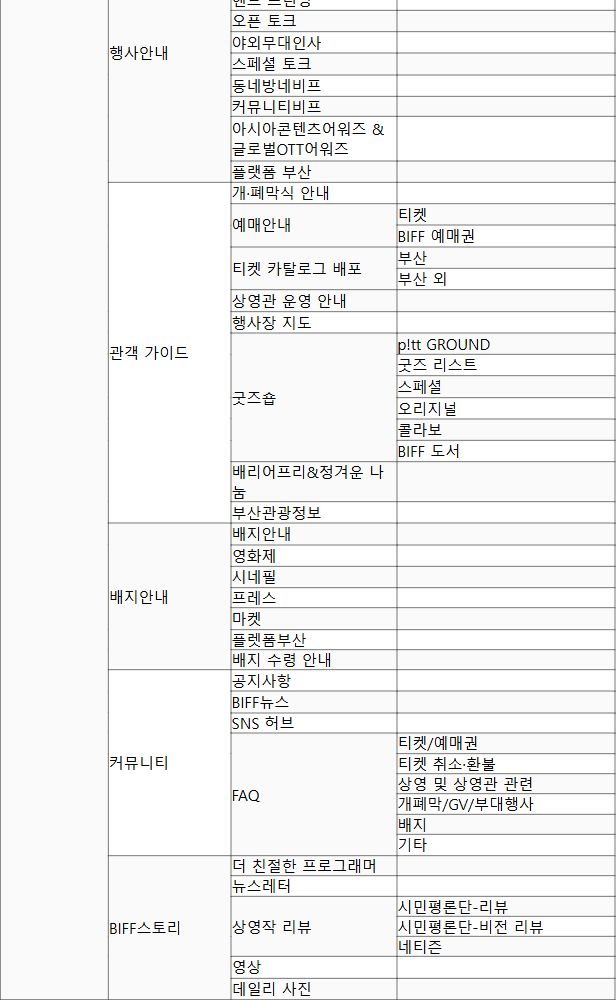 행사안내
오픈 토크
야외무대인사
스페셜 토크
동네방네비프
커뮤니티비프
아시아콘텐츠어워즈 &
글로벌OTT어워즈
플랫폼 부산
관객 가이드
개·폐막식 안내
예매안내
티켓
BIFF 예매권
티켓 카탈로그 배포
부산
부산 외
상영관 운영 안내
행사장 지도
굿즈숍
p!tt GROUND
굿즈 리스트
스페셜
오리지널
콜라보
BIFF 도서
배리어프리&정겨운 나
눔
부산관광정보
배지안내
배지안내
영화제
시네필
프레스
마켓
플렛폼부산
배지 수령 안내
커뮤니티
공지사항
BIFF뉴스
SNS 허브
FAQ
티켓/예매권
티켓 취소·환불
상영 및 상영관 관련
개폐막/GV/부대행사
배지
기타
BIFF스토리
더 친절한 프로그래머
뉴스레터
상영작 리뷰
시민평론단-리뷰
시민평론단-비전 리뷰
네티즌
영상
데일리 사진